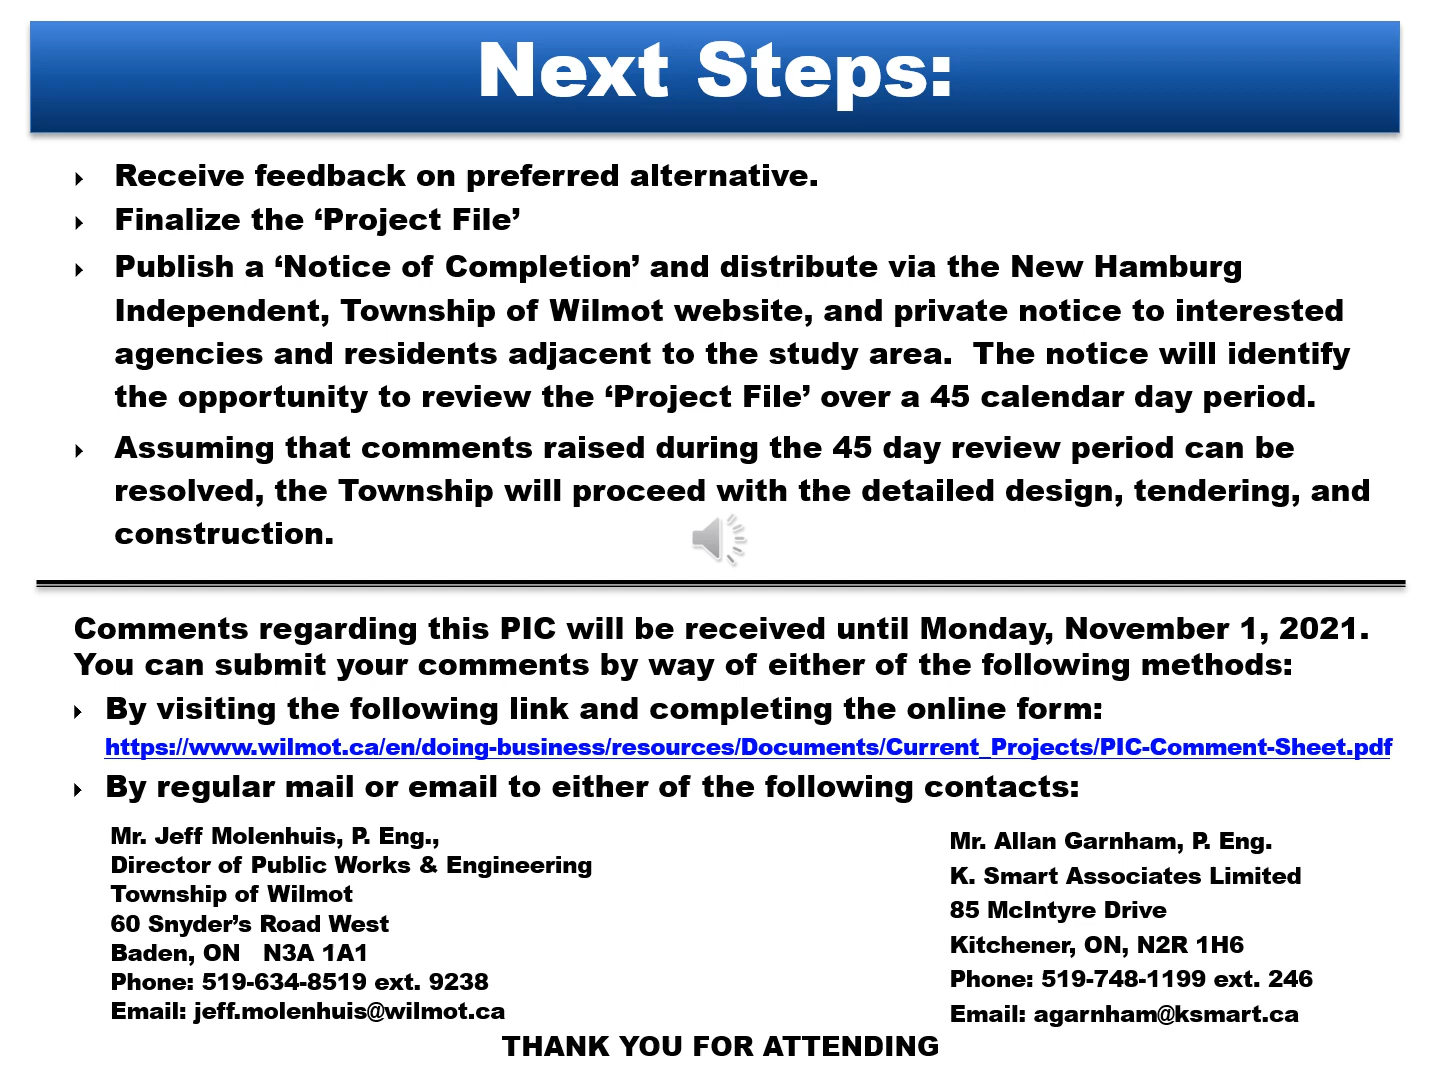 Next Steps:
Receive feedback on preferred alternative.
Finalize the ‘Project File’
Publish a ‘Notice of Completion’ and distribute via the New Hamburg
Independent, Township of Wilmot website, and private notice to interested
agencies and residents adjacent to the study area.  The notice will identify
the opportunity to review the ‘Project File’ over a 45 calendar day period.
Assuming that comments raised during the 45 day review period can be
resolved, the Township will proceed with the detailed design, tendering, and
construction.
Comments regarding this PIC will be received until Monday, November 1, 2021.
You can submit your comments by way of either of the following methods:
By visiting the following link and completing the online form:
https://www.wilmot.ca/en/doing-business/resources/Documents/Current_Projects/PIC-Comment-Sheet.pdf
By regular mail or email to either of the following contacts:
Mr. Jeff Molenhuis, P. Eng.,
Director of Public Works & Engineering
Township of Wilmot
60 Snyder’s Road West
Baden, ON   N3A 1A1
Phone: 519-634-8519 ext. 9238
Email: jeff.molenhuis@wilmot.ca
Mr. Allan Garnham, P. Eng.
K. Smart Associates Limited
85 McIntyre Drive
Kitchener, ON, N2R 1H6
Phone: 519-748-1199 ext. 246
Email: agarnham@ksmart.ca
THANK YOU FOR ATTENDING